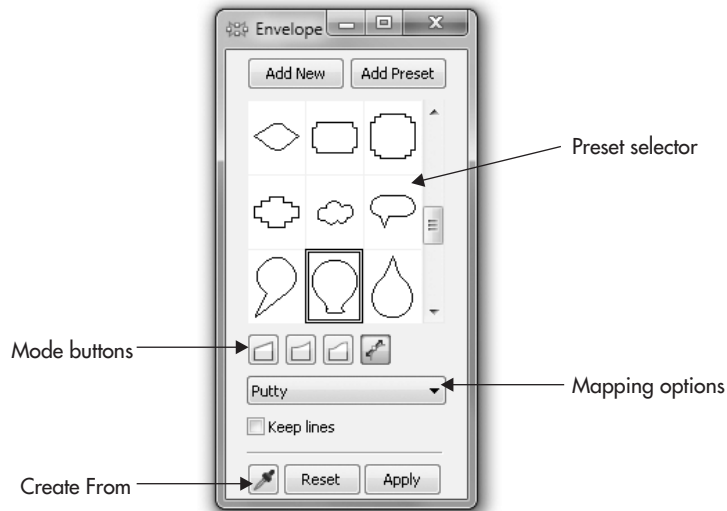 Envelope
Add New
Add Preset
Preset selector
Mode buttons
Putty
Mapping options
Keep lines
Create From
Reset
Apply